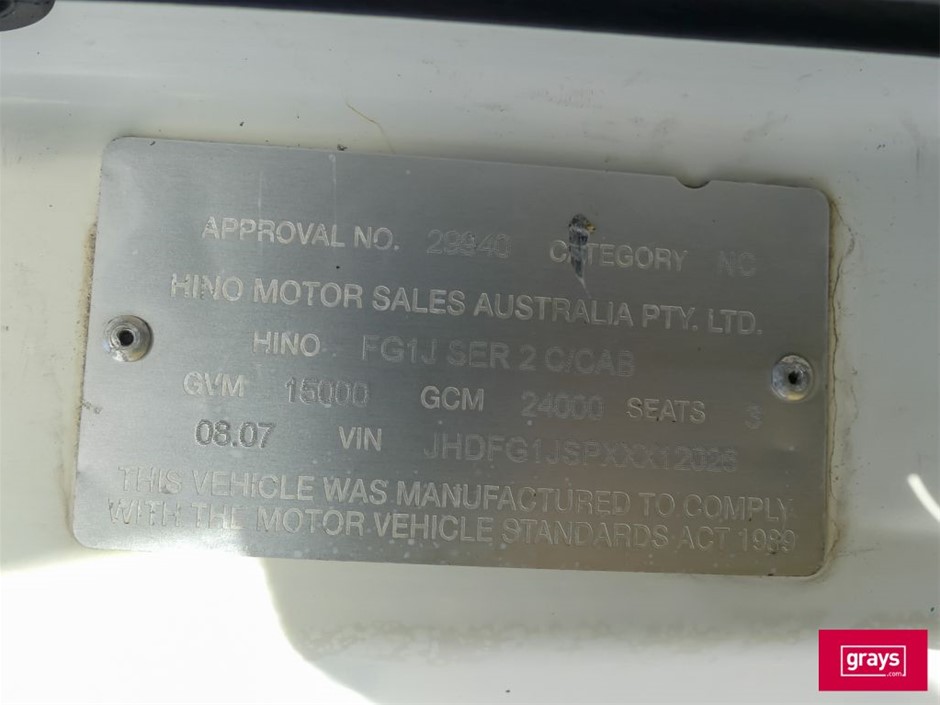 APPROVAL NO. 29940 CATEGORY NC
HINO MOTOR SALES AUSTRALIA PTY. LTD.
HINO FG1J SER 2 C/CAB
GVM 15000 GCM 24000 SEATS 3
08.07 VIN JHDFG1JSPXXX12026
THIS VEHICLE WAS MANUFACTURED TO COMPLY
WITH THE MOTOR VEHICLE STANDARDS ACT 1989
grays
.com